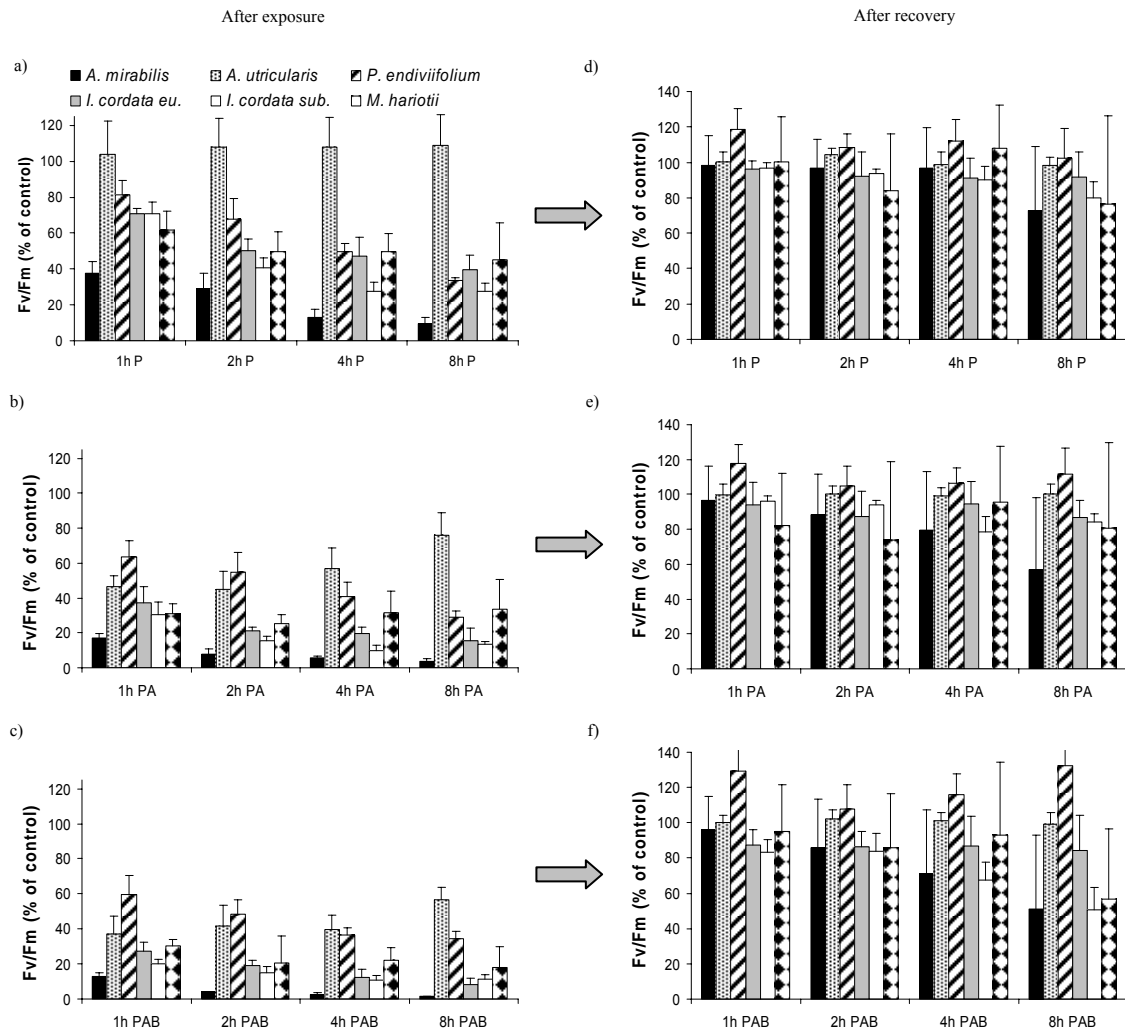 After exposure
After recovery
a)
A. mirabilis
A. utricularis
P. endiviifolium
I. cordata eu.
I. cordata sub.
M. hariotii
Fv/Fm (% of control)
120
100
80
60
40
20
0
1h P
2h P
4h P
8h P
d)
Fv/Fm (% of control)
140
120
100
80
60
40
20
0
1h P
2h P
4h P
8h P
b)
Fv/Fm (% of control)
120
100
80
60
40
20
0
1h PA
2h PA
4h PA
8h PA
e)
Fv/Fm (% of control)
140
120
100
80
60
40
20
0
1h PA
2h PA
4h PA
8h PA
c)
Fv/Fm (% of control)
120
100
80
60
40
20
0
1h PAB
2h PAB
4h PAB
8h PAB
f)
Fv/Fm (% of control)
140
120
100
80
60
40
20
0
1h PAB
2h PAB
4h PAB
8h PAB